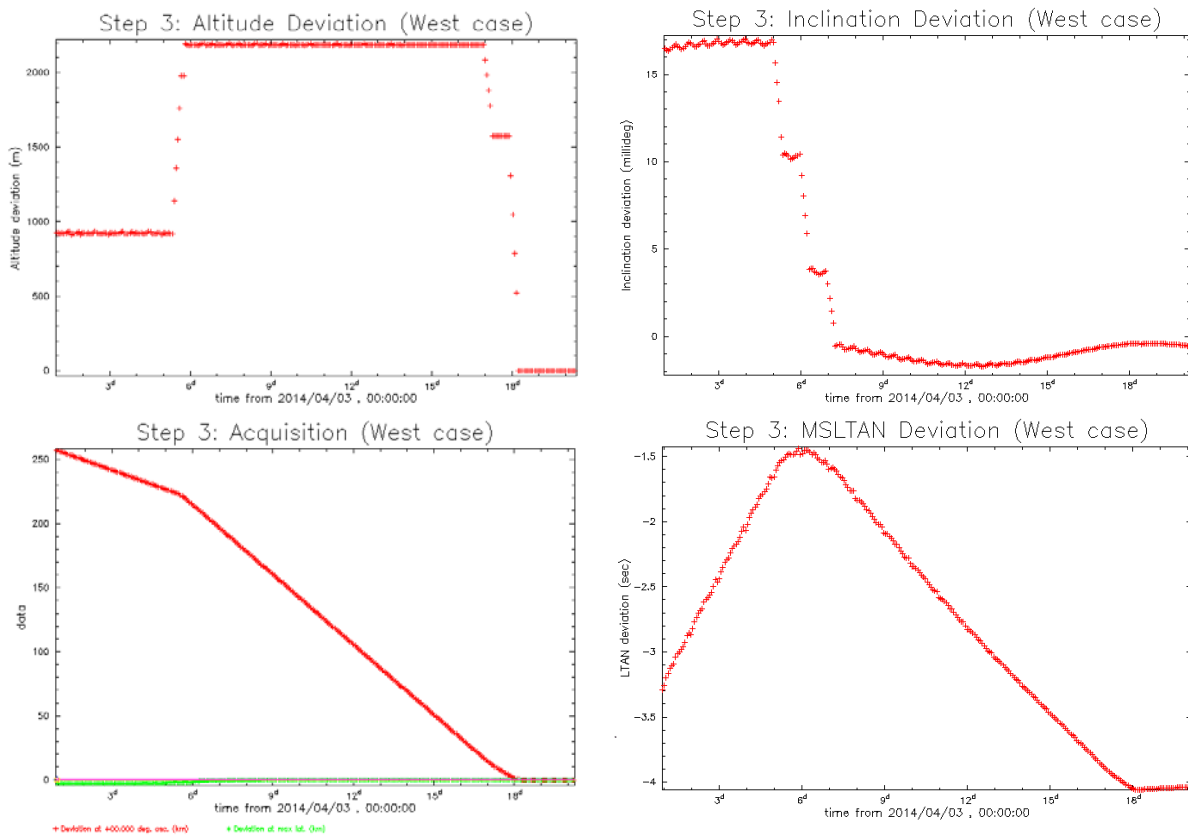 Step 3: Altitude Deviation (West case)
2000
1500
1000
500
0
Altitude deviation (m)
3d 6d 9d 12d 15d 18d
time from 2014/04/03 , 00:00:00
Step 3: Inclination Deviation (West case)
15
10
5
0
Inclination deviation (millideg)
3d 6d 9d 12d 15d 18d
time from 2014/04/03 , 00:00:00
Step 3: Acquisition (West case)
250
200
150
100
50
0
data
3d 6d 9d 12d 15d 18d
time from 2014/04/03 , 00:00:00
+ Deviation at +00.000 deg. asc. (km) + Deviation at max lat. (km)
Step 3: MSLTAN Deviation (West case)
-1.5
-2
-2.5
-3
-3.5
-4
LTAN deviation (sec)
3d 6d 9d 12d 15d 18d
time from 2014/04/03 , 00:00:00